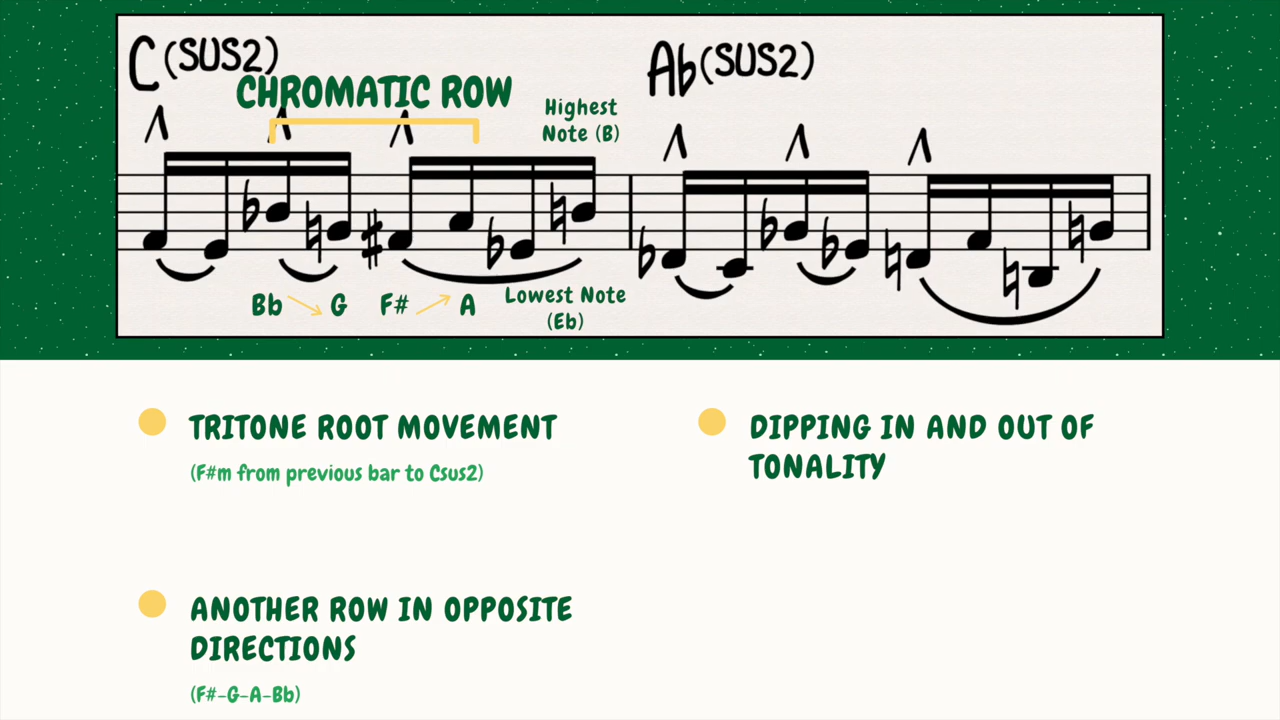 C(SUS2)
Ab(SUS2)
CHROMATIC ROW
Highest
Note (B)
Bb G F# A
Lowest Note
(Eb)
TRITONE ROOT MOVEMENT
(F#m from previous bar to Csus2)
ANOTHER ROW IN OPPOSITE
DIRECTIONS
(F#-G-A-Bb)
DIPPING IN AND OUT OF
TONALITY